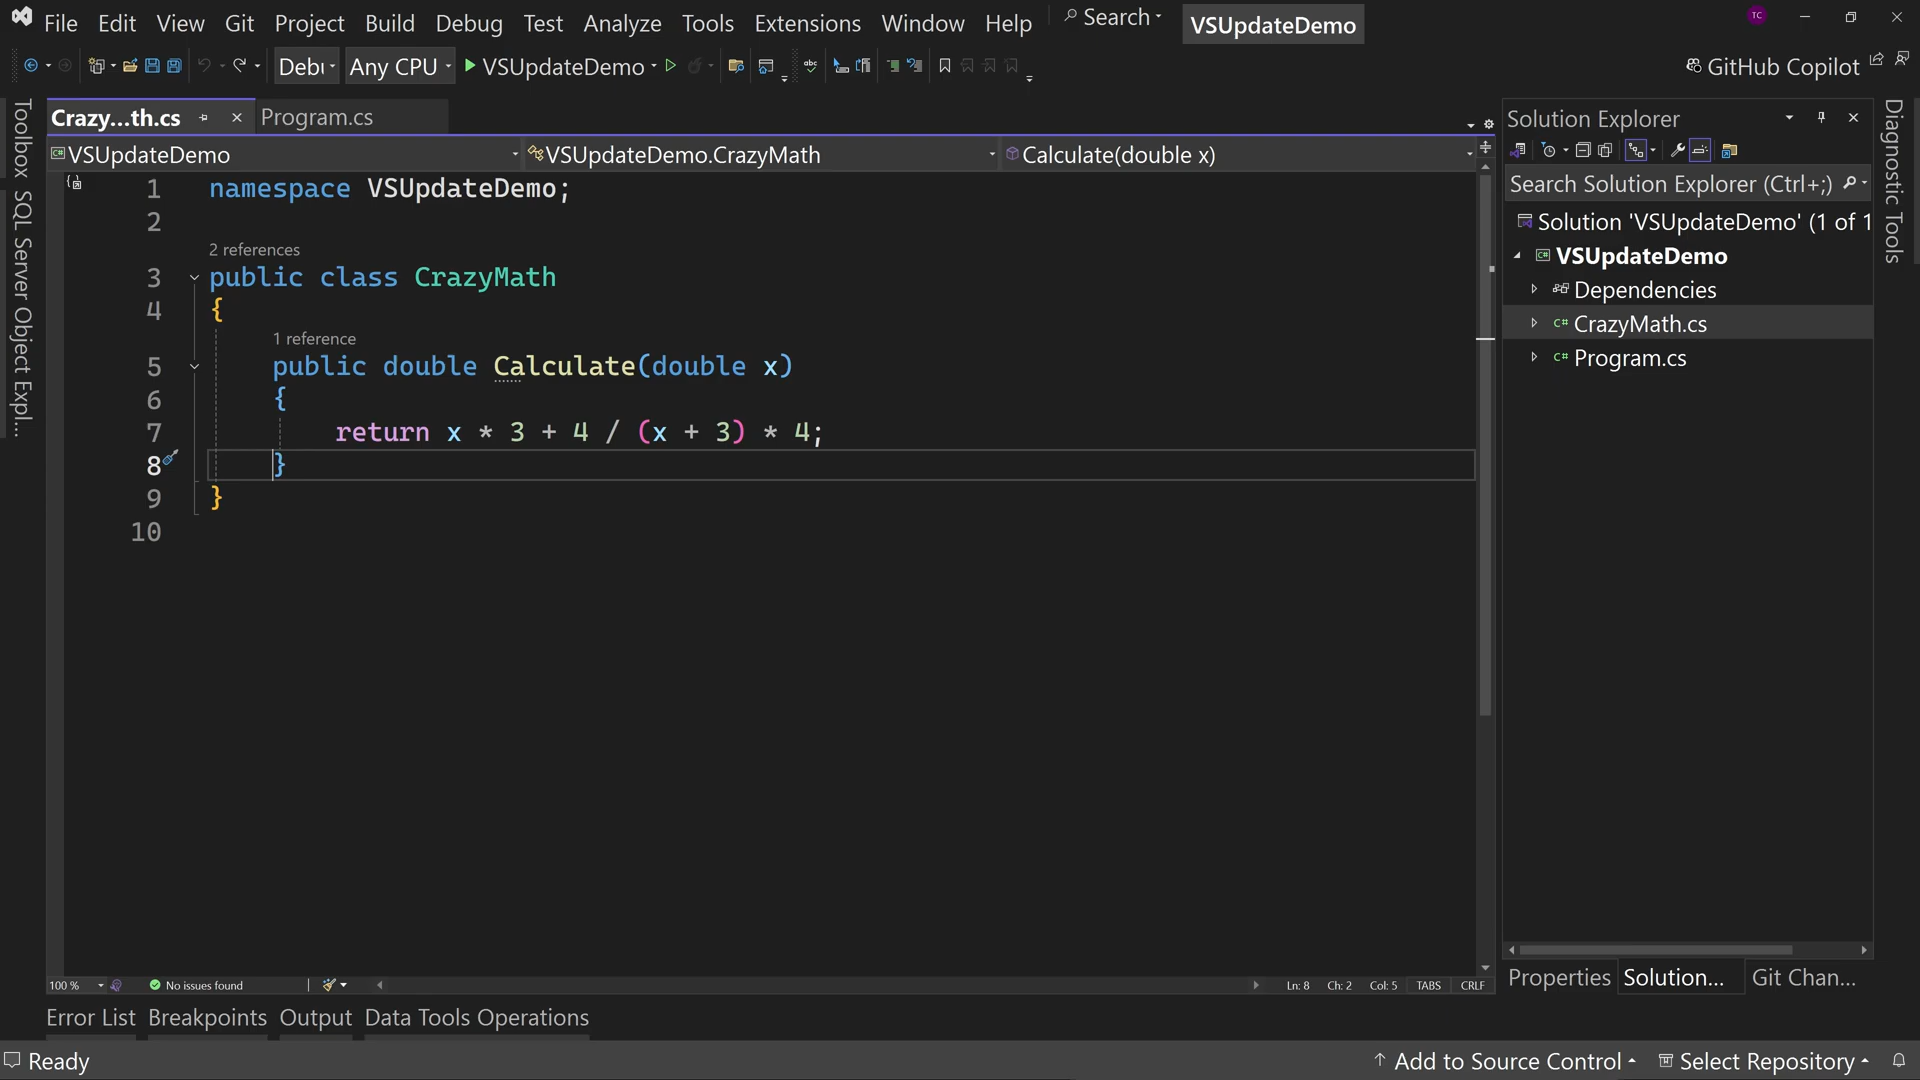 File Edit View Git Project Build Debug Test Analyze Tools Extensions Window Help Search VSUpdateDemo TC
Debu Any CPU VSUpdateDemo GitHub Copilot
Toolbox
SQL Server Object Expl...
Crazy...th.cs Program.cs
VSUpdateDemo VSUpdateDemo.CrazyMath Calculate(double x)
1 namespace VSUpdateDemo;
2
2 references
3 public class CrazyMath
4 {
1 reference
5 public double Calculate(double x)
6 {
7 return x * 3 + 4 / (x + 3) * 4;
8 }
9 }
10
100 % No issues found Ln: 8 Ch: 2 Col: 5 TABS CRLF
Solution Explorer
Search Solution Explorer (Ctrl+;)
Solution 'VSUpdateDemo' (1 of 1
VSUpdateDemo
Dependencies
C# CrazyMath.cs
C# Program.cs
Properties Solution... Git Chan...
Diagnostic Tools
Error List Breakpoints Output Data Tools Operations
Ready Add to Source Control Select Repository